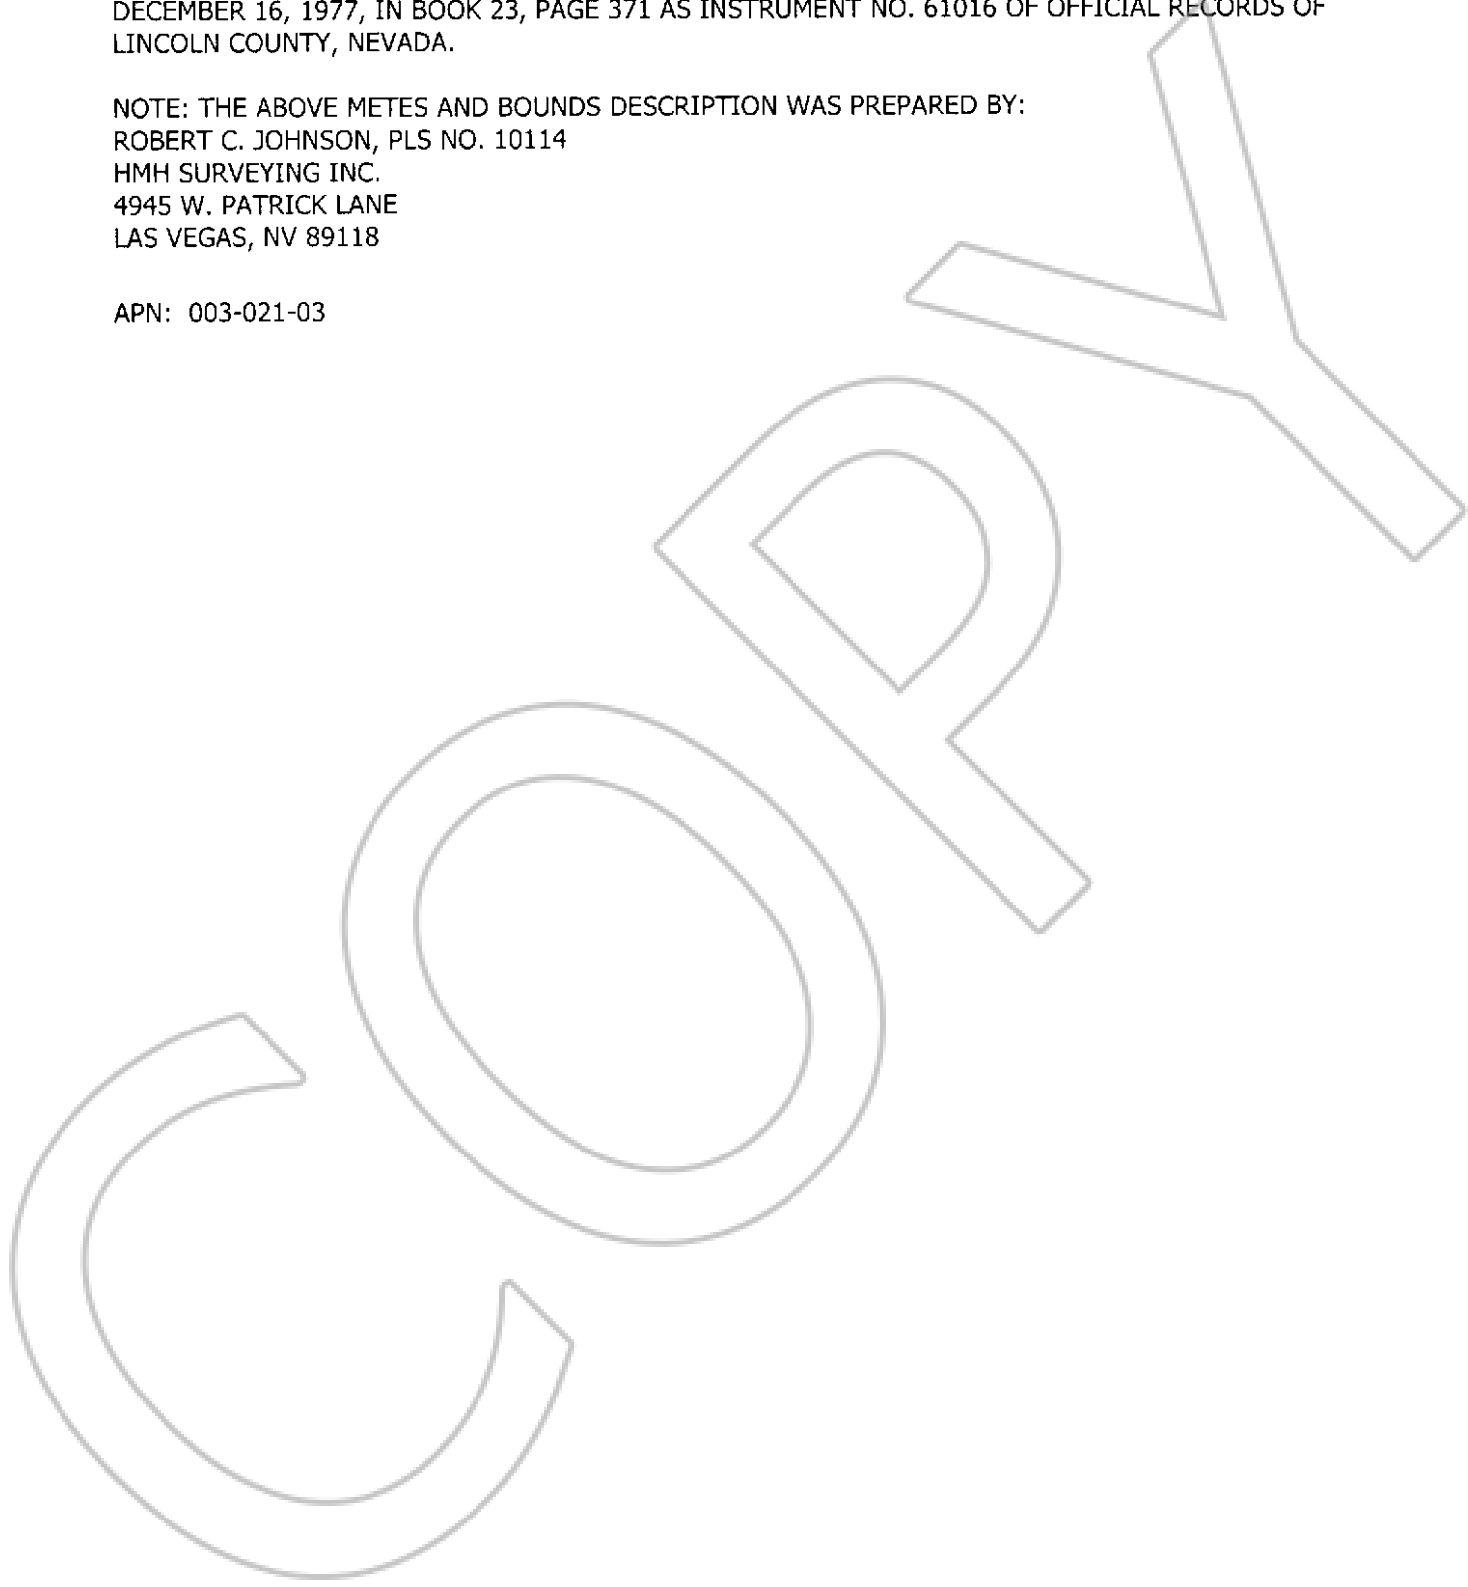 DECEMBER 16, 1977, IN BOOK 23, PAGE 371 AS INSTRUMENT NO. 61016 OF OFFICIAL RECORDS OF
LINCOLN COUNTY, NEVADA.
NOTE: THE ABOVE METES AND BOUNDS DESCRIPTION WAS PREPARED BY:
ROBERT C. JOHNSON, PLS NO. 10114
HMH SURVEYING INC.
4945 W. PATRICK LANE
LAS VEGAS, NV 89118
APN: 003-021-03
COPY